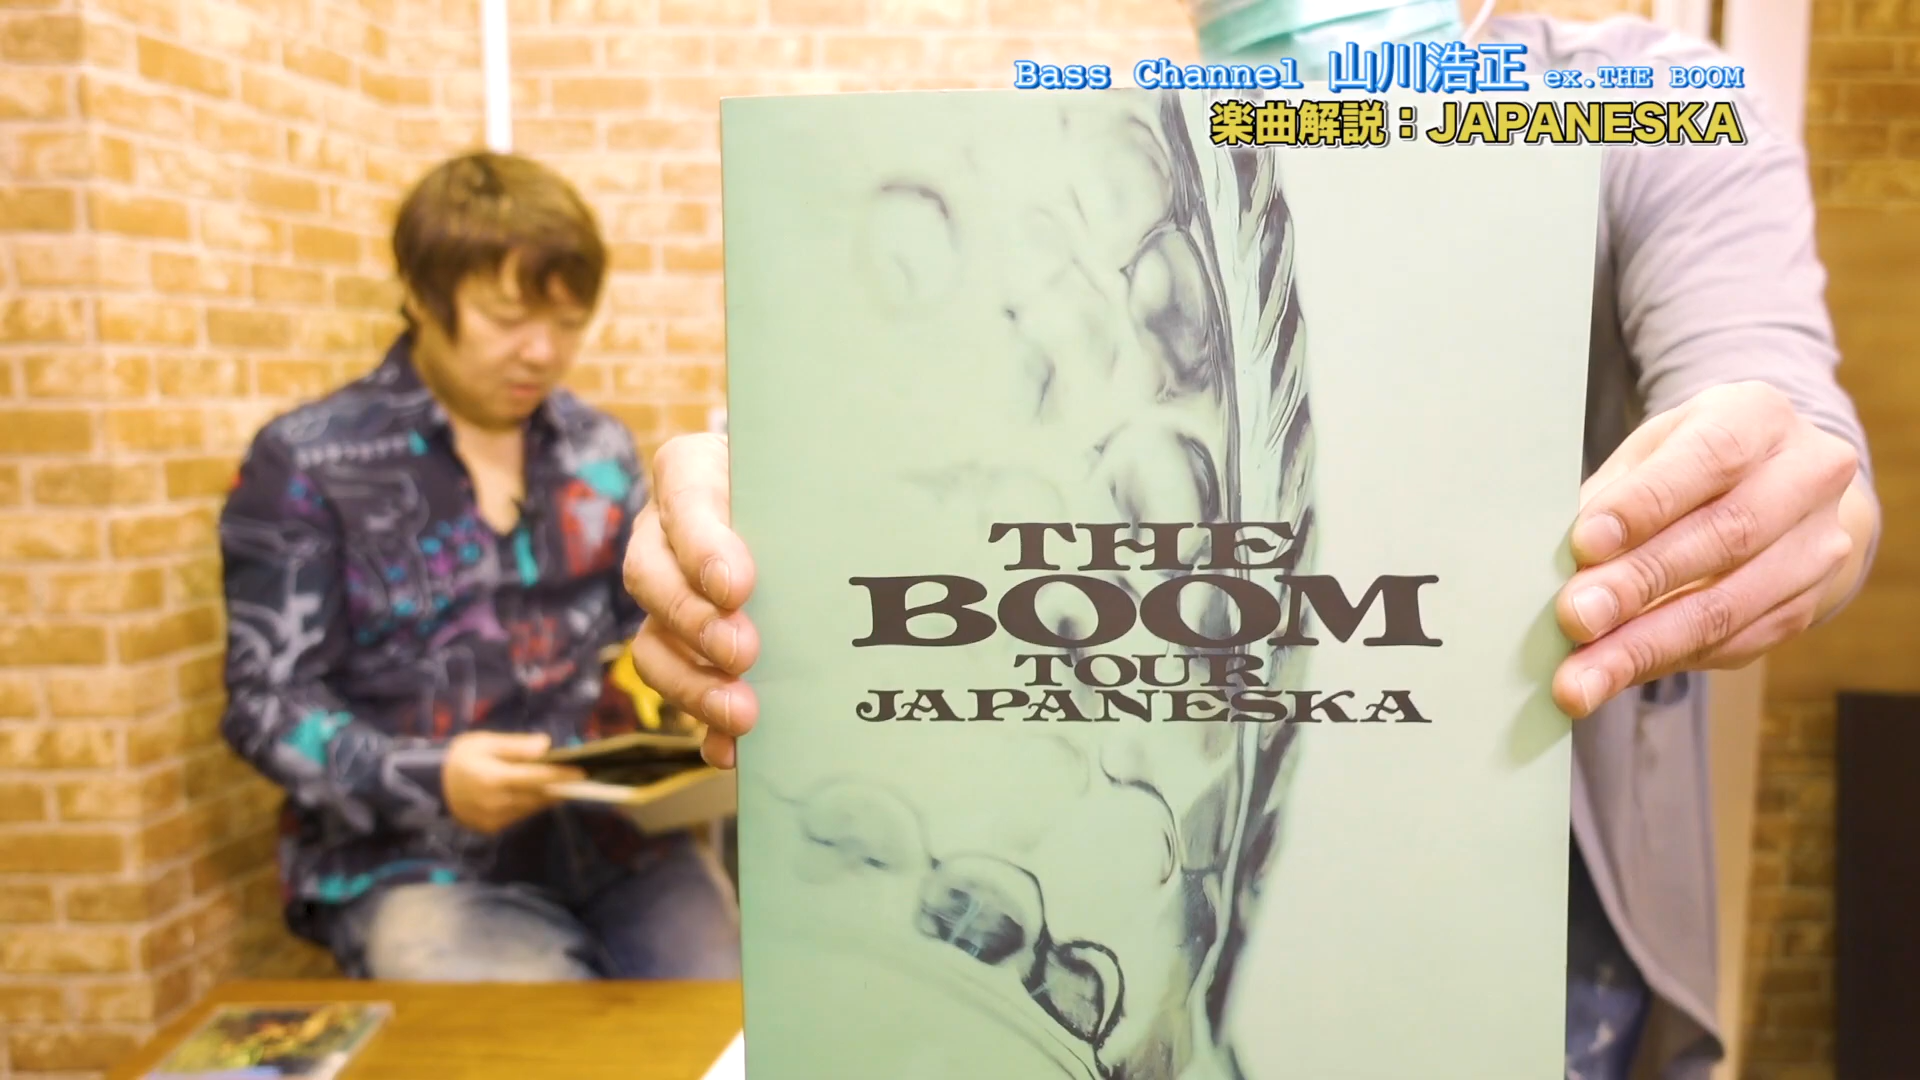 Bass Channel 山川浩正 ex.THE BOOM
楽曲解説：JAPANESKA
THE
BOOM
TOUR
JAPANESKA